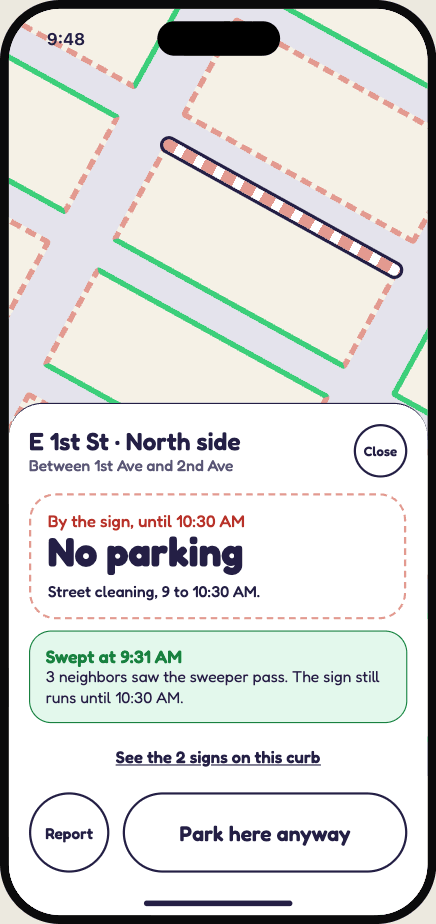 9:48
E 1st St · North side
Between 1st Ave and 2nd Ave
Close
By the sign, until 10:30 AM
No parking
Street cleaning, 9 to 10:30 AM.
Swept at 9:31 AM
3 neighbors saw the sweeper pass. The sign still
runs until 10:30 AM.
See the 2 signs on this curb
Report
Park here anyway